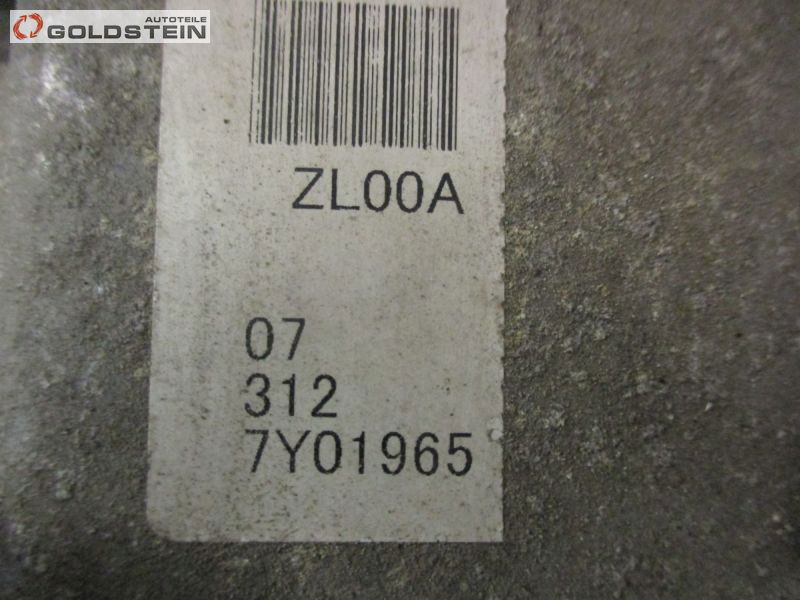 AUTOTEILE
GOLDSTEIN
ZL00A
07
312
7Y01965